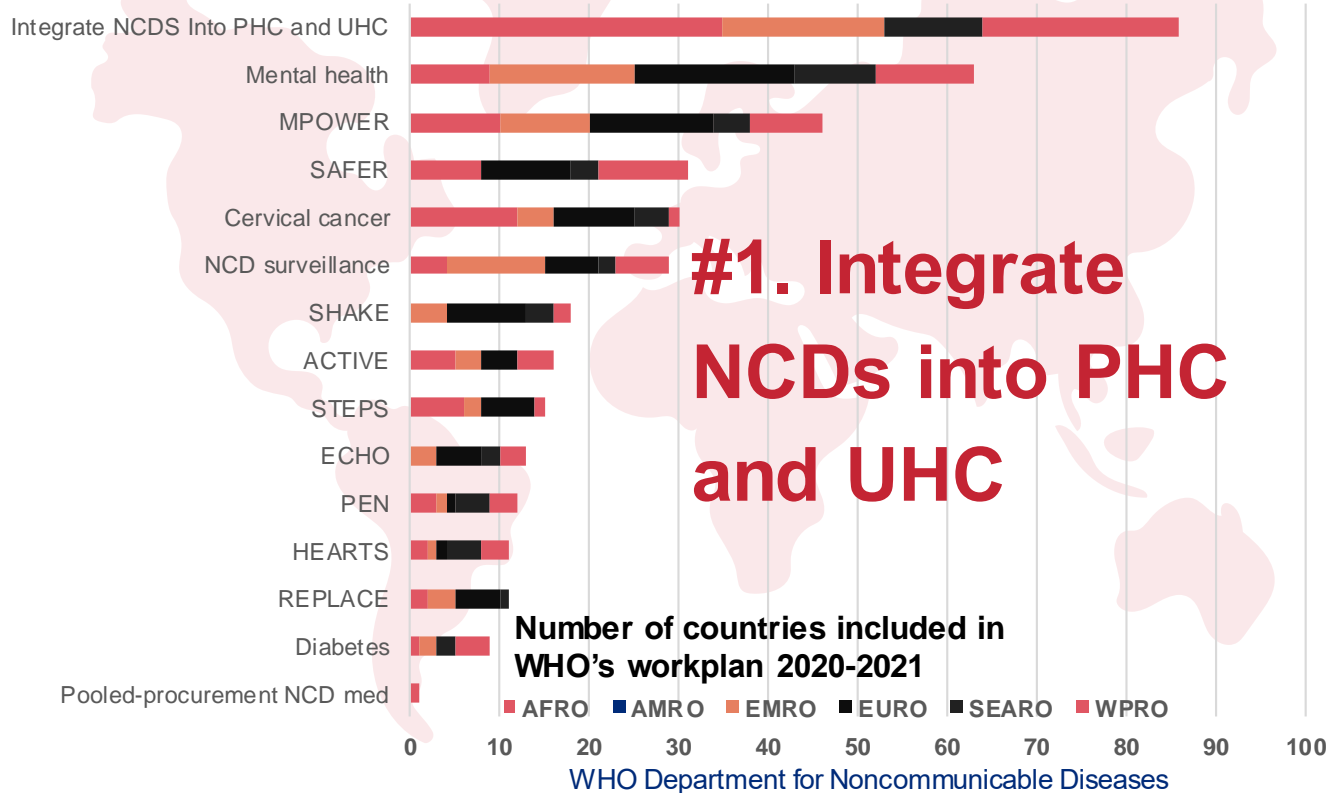 Integrate NCDS Into PHC and UHC
Mental health
MPOWER
SAFER
Cervical cancer
NCD surveillance
SHAKE
ACTIVE
STEPS
ECHO
PEN
HEARTS
REPLACE
Diabetes
Pooled-procurement NCD med
#1. Integrate
NCDs into PHC
and UHC
Number of countries included in
WHO's workplan 2020-2021
AFRO AMRO EMRO EURO SEARO WPRO
0 10 20 30 40 50 60 70 80 90 100
WHO Department for Noncommunicable Diseases